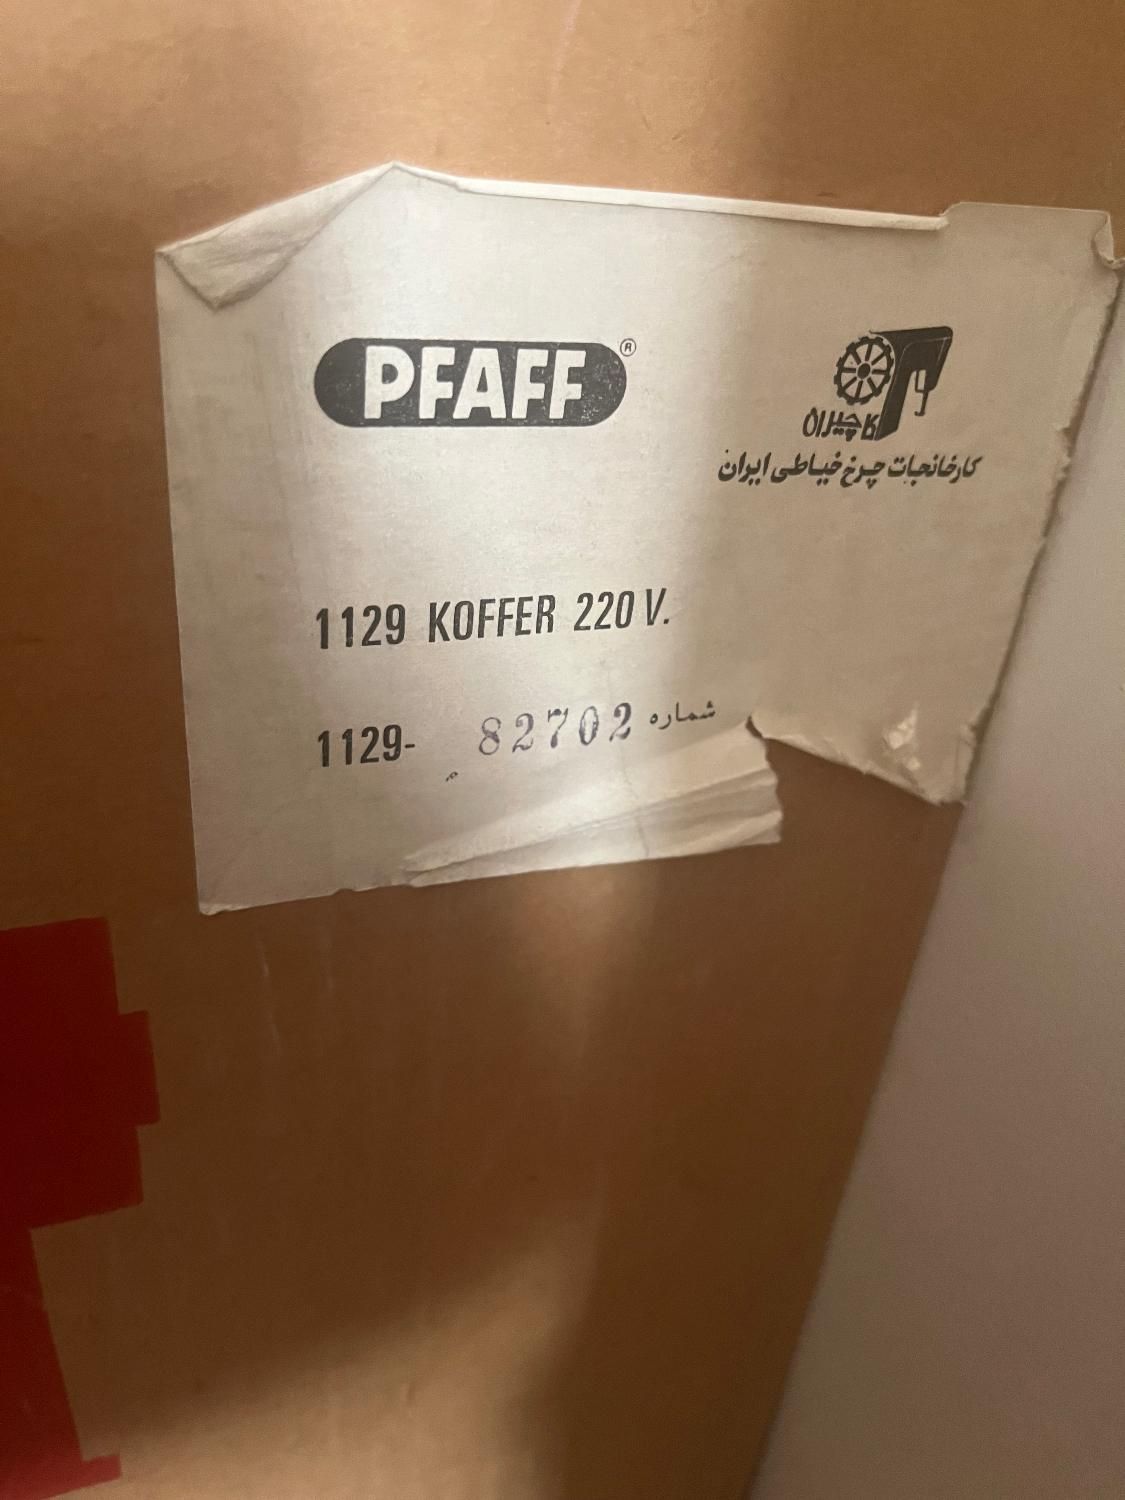 PFAFF®
کاچیران
کارخانجات چرخ خیاطی ایران
1129 KOFFER 220 V.
1129- 82702 شماره